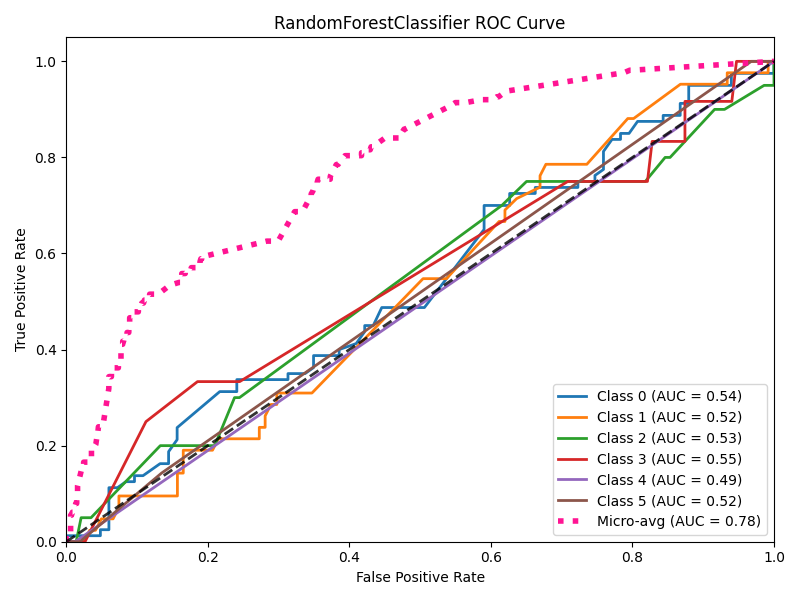 RandomForestClassifier ROC Curve
True Positive Rate
1.0
0.8
0.6
0.4
0.2
0.0
Class 0 (AUC = 0.54)
Class 1 (AUC = 0.52)
Class 2 (AUC = 0.53)
Class 3 (AUC = 0.55)
Class 4 (AUC = 0.49)
Class 5 (AUC = 0.52)
Micro-avg (AUC = 0.78)
0.0 0.2 0.4 0.6 0.8 1.0
False Positive Rate